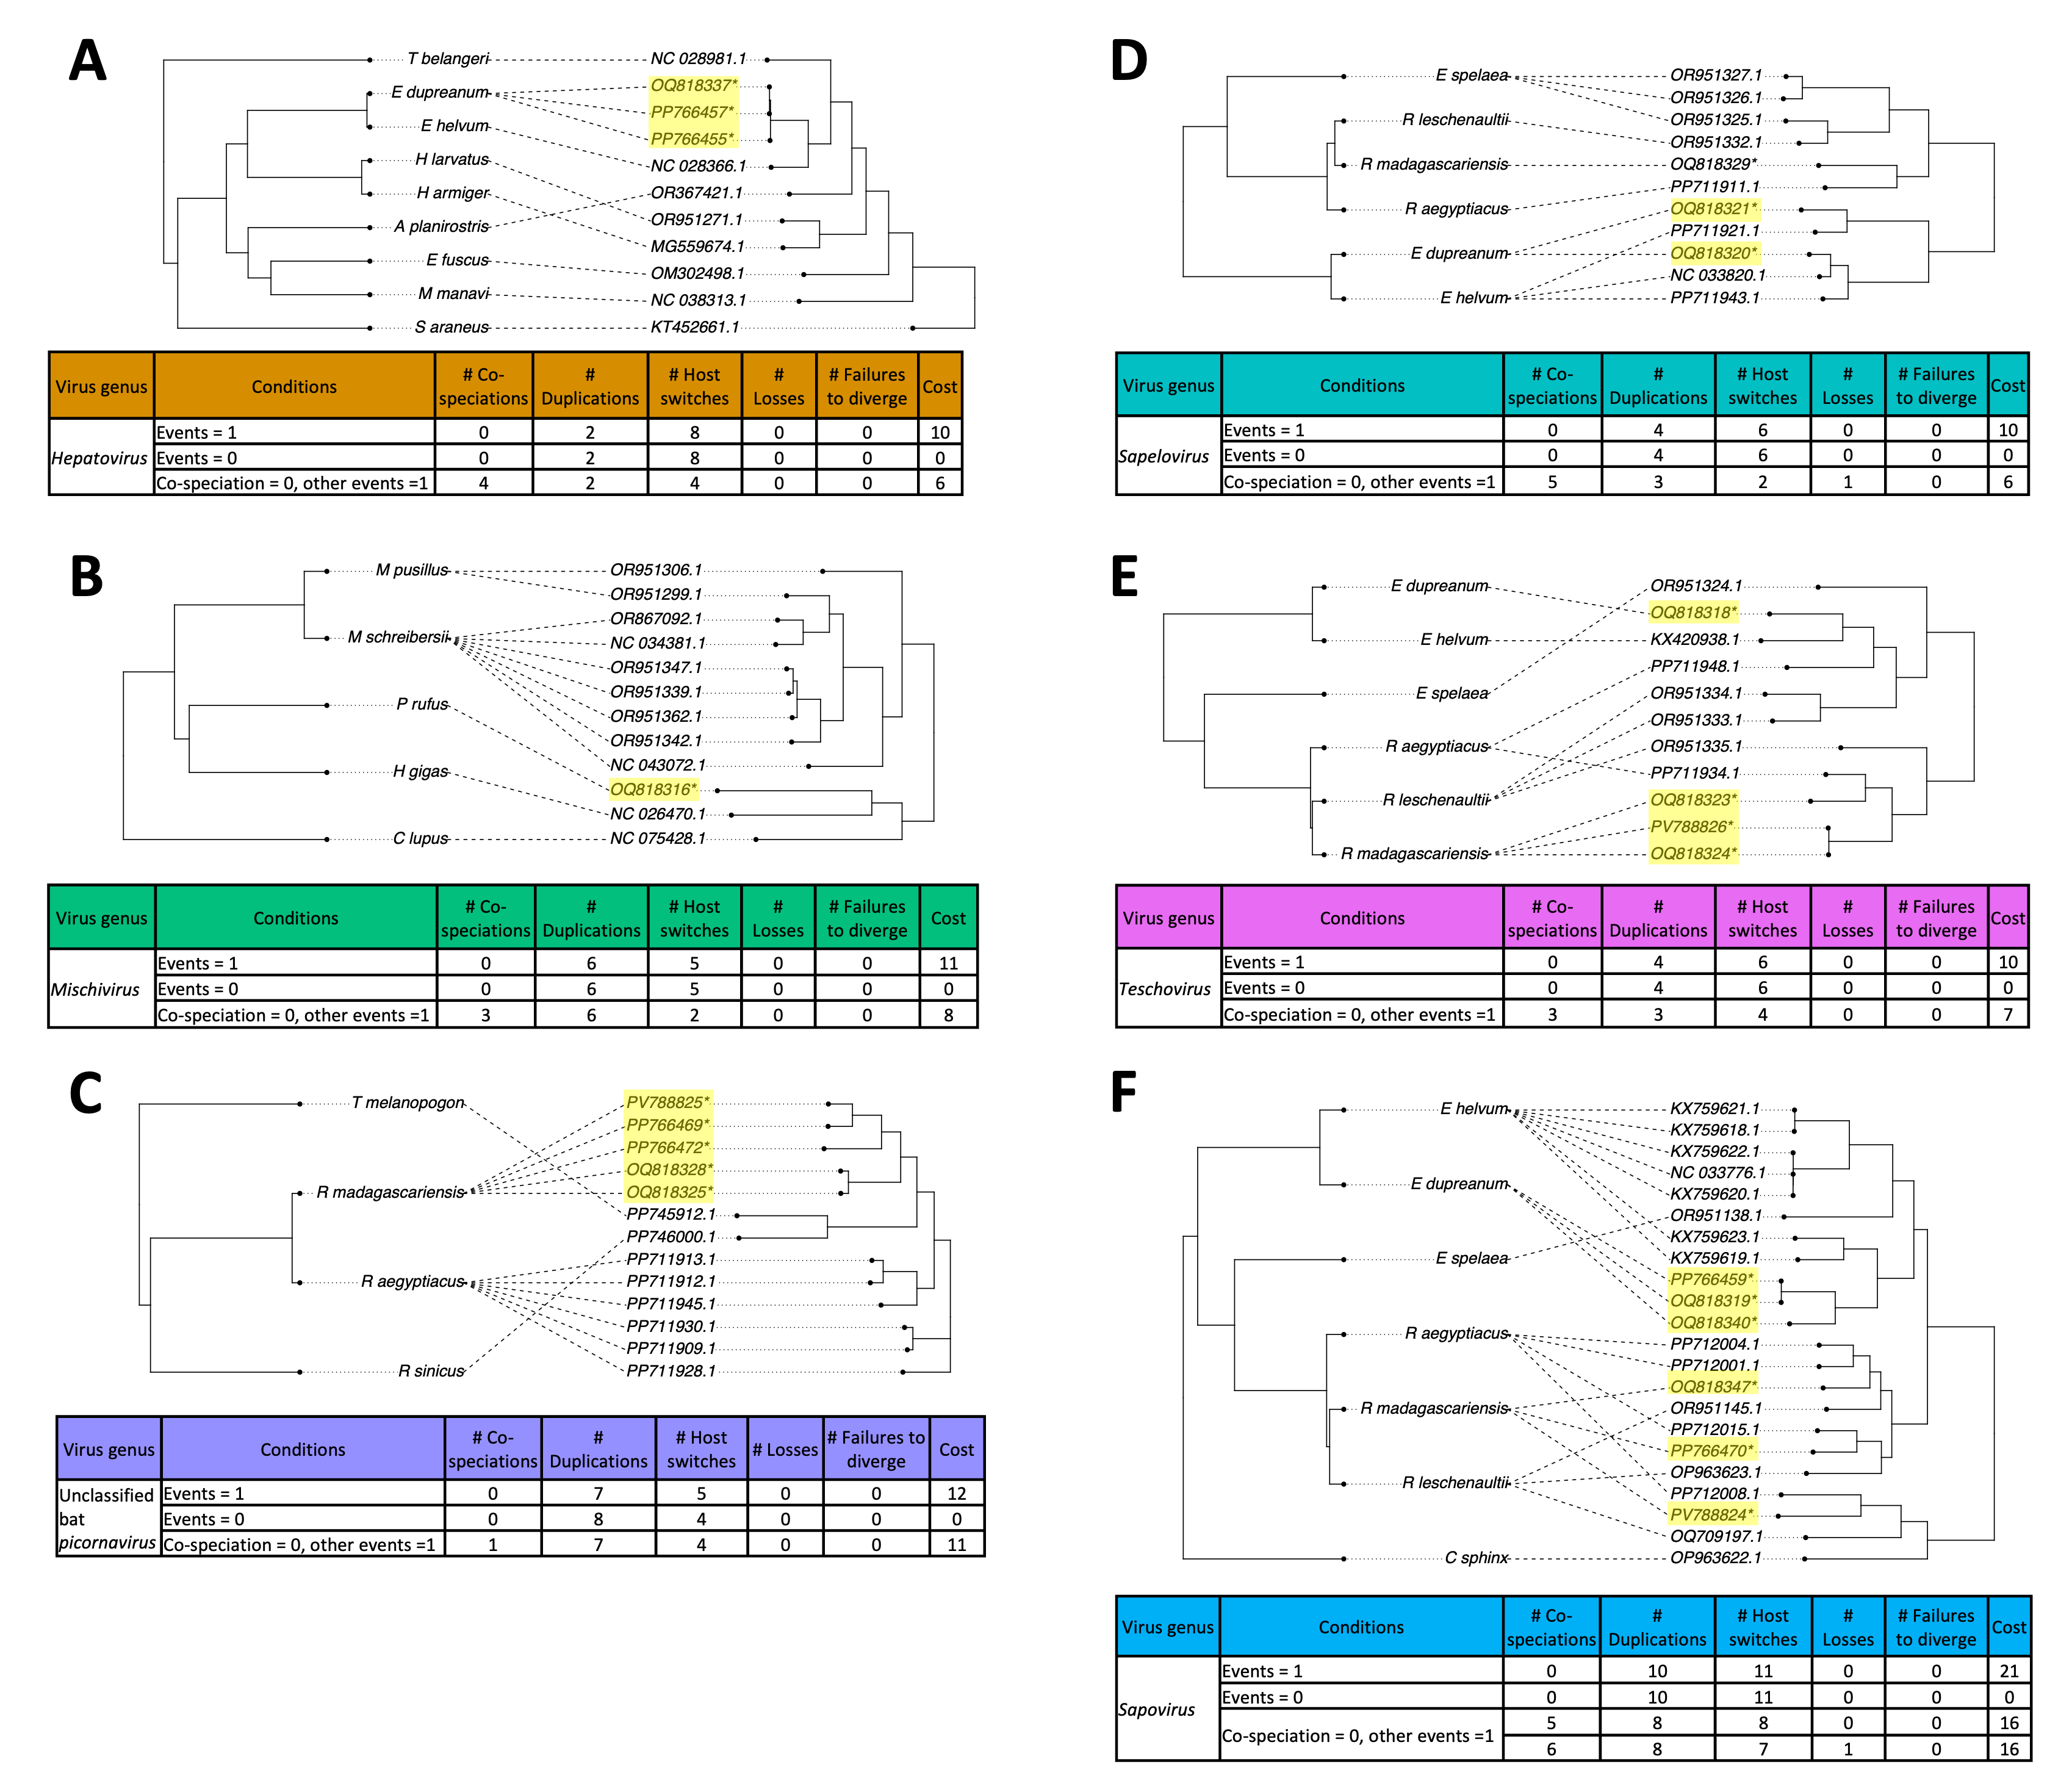 A
T belangeri NC 028981.1
E dupreanum OQ818337*
PP766457*
E helvum PP766455*
H larvatus NC 028366.1
H armiger OR367421.1
A planirostris OR951271.1
MG559674.1
E fuscus OM302498.1
M manavi NC 038313.1
S araneus KT452661.1
Virus genus Conditions # Co-speciations # Duplications # Host switches # Losses # Failures to diverge Cost
Hepatovirus
Events = 1 0 2 8 0 0 10
Events = 0 0 2 8 0 0 0
Co-speciation = 0, other events =1 4 2 4 0 0 6
B
M pusillus OR951306.1
OR951299.1
OR867092.1
M schreibersii NC 034381.1
OR951347.1
OR951339.1
P rufus OR951362.1
OR951342.1
H gigas NC 043072.1
OQ818316*
NC 026470.1
C lupus NC 075428.1
Virus genus Conditions # Co-speciations # Duplications # Host switches # Losses # Failures to diverge Cost
Mischivirus
Events = 1 0 6 5 0 0 11
Events = 0 0 6 5 0 0 0
Co-speciation = 0, other events =1 3 6 2 0 0 8
C
T melanopogon PV788825*
PP766469*
PP766472*
OQ818328*
R madagascariensis OQ818325*
PP745912.1
PP746000.1
PP711913.1
R aegyptiacus PP711912.1
PP711945.1
PP711930.1
PP711909.1
R sinicus PP711928.1
Virus genus Conditions # Co-speciations # Duplications # Host switches # Losses # Failures to diverge Cost
Unclassified bat picornavirus
Events = 1 0 7 5 0 0 12
Events = 0 0 8 4 0 0 0
Co-speciation = 0, other events =1 1 7 4 0 0 11
D
E spelaea OR951327.1
OR951326.1
R leschenaultii OR951325.1
OR951332.1
R madagascariensis OQ818329*
PP711911.1
R aegyptiacus OQ818321*
PP711921.1
E dupreanum OQ818320*
NC 033820.1
E helvum PP711943.1
Virus genus Conditions # Co-speciations # Duplications # Host switches # Losses # Failures to diverge Cost
Sapelovirus
Events = 1 0 4 6 0 0 10
Events = 0 0 4 6 0 0 0
Co-speciation = 0, other events =1 5 3 2 1 0 6
E
E dupreanum OR951324.1
OQ818318*
E helvum KX420938.1
PP711948.1
E spelaea OR951334.1
OR951333.1
R aegyptiacus OR951335.1
PP711934.1
R leschenaultii OQ818323*
PV788826*
R madagascariensis OQ818324*
Virus genus Conditions # Co-speciations # Duplications # Host switches # Losses # Failures to diverge Cost
Teschovirus
Events = 1 0 4 6 0 0 10
Events = 0 0 4 6 0 0 0
Co-speciation = 0, other events =1 3 3 4 0 0 7
F
E helvum KX759621.1
KX759618.1
KX759622.1
NC 033776.1
E dupreanum KX759620.1
OR951138.1
KX759623.1
E spelaea KX759619.1
PP766459*
OQ818319*
OQ818340*
R aegyptiacus PP712004.1
PP712001.1
OQ818347*
R madagascariensis OR951145.1
PP712015.1
PP766470*
R leschenaultii OP963623.1
PP712008.1
PV788824*
OQ709197.1
C sphinx OP963622.1
Virus genus Conditions # Co-speciations # Duplications # Host switches # Losses # Failures to diverge Cost
Sapovirus
Events = 1 0 10 11 0 0 21
Events = 0 0 10 11 0 0 0
Co-speciation = 0, other events =1 5 8 8 0 0 16
6 8 7 1 0 16